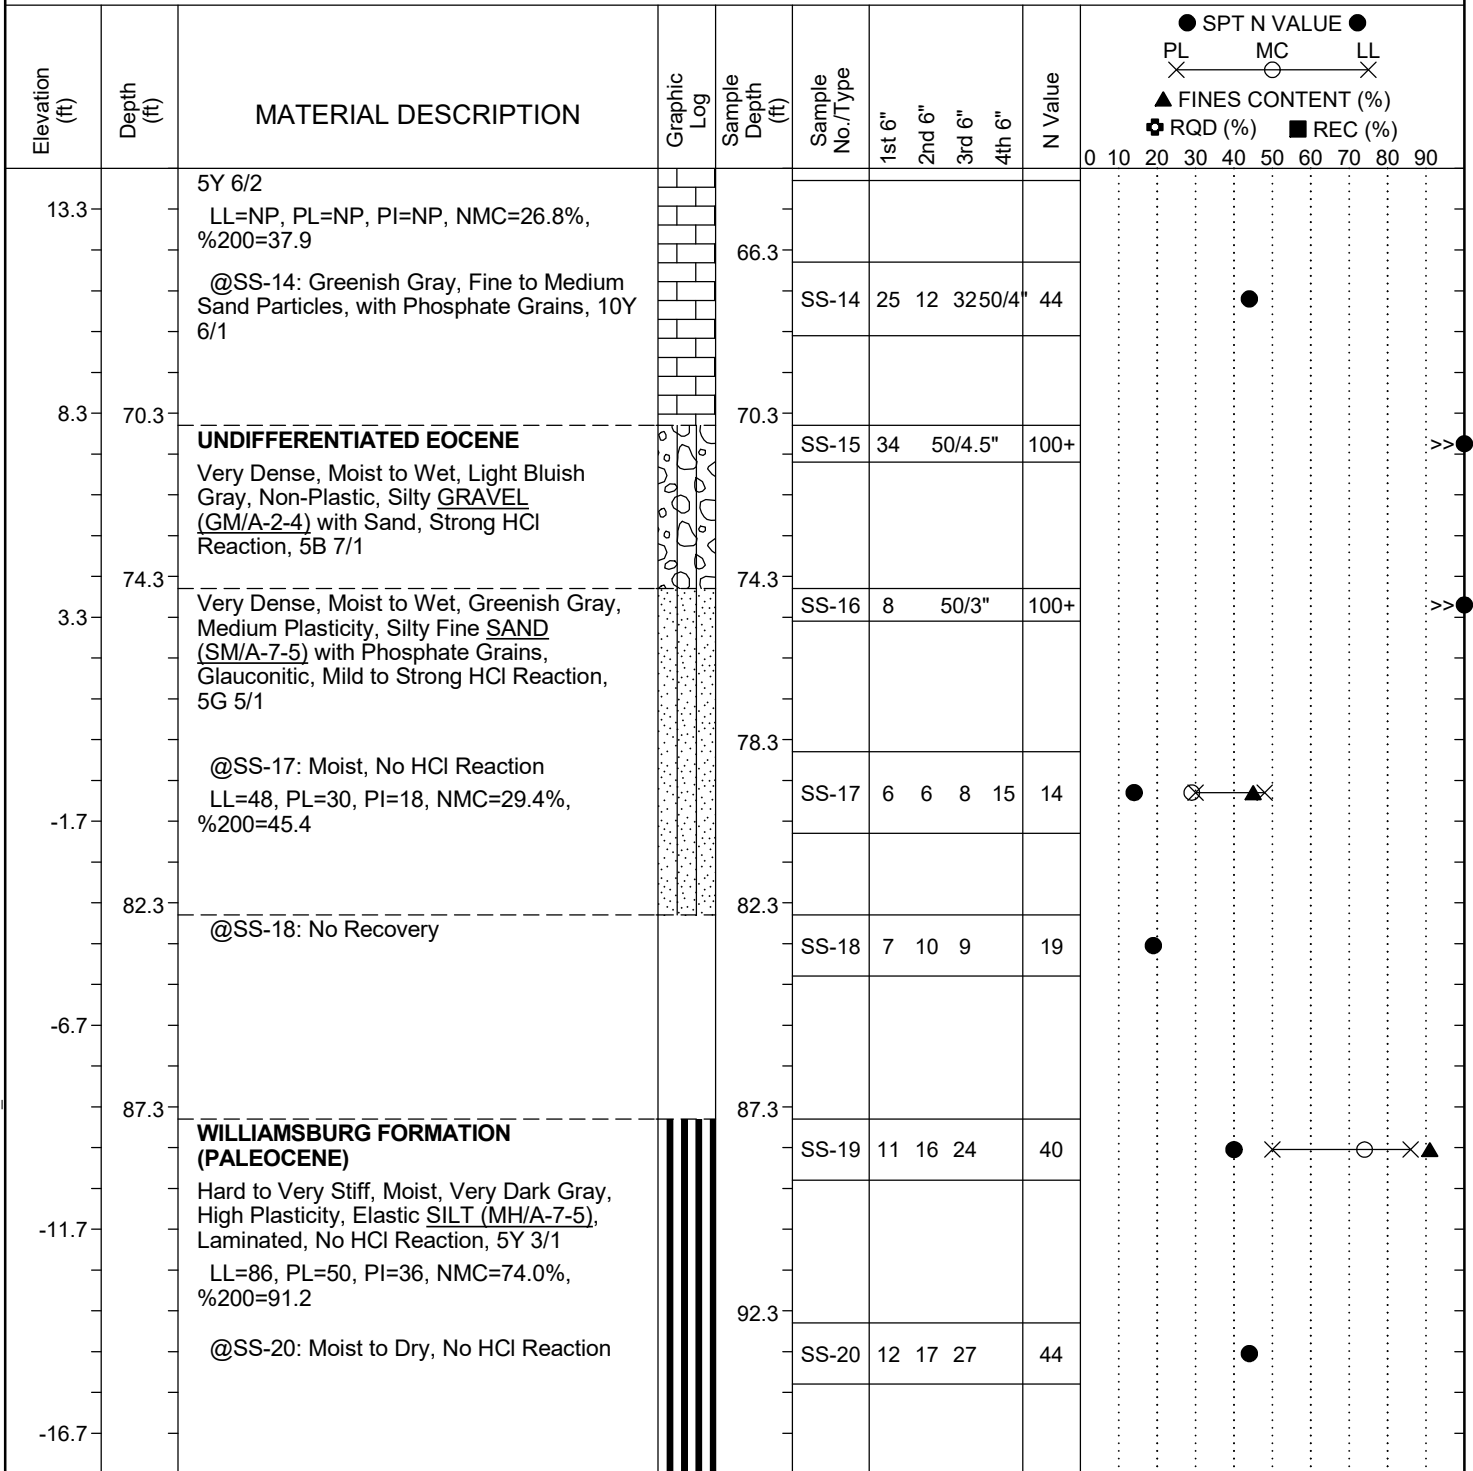 ● SPT N VALUE ●
PL MC LL
▲ FINES CONTENT (%)
RQD (%) ■ REC (%)
Elevation (ft)
Depth (ft)
MATERIAL DESCRIPTION
Graphic Log
Sample Depth (ft)
Sample No./Type
1st 6"
2nd 6"
3rd 6"
4th 6"
N Value
0 10 20 30 40 50 60 70 80 90
5Y 6/2
13.3
LL=NP, PL=NP, PI=NP, NMC=26.8%,
%200=37.9
66.3
@SS-14: Greenish Gray, Fine to Medium
Sand Particles, with Phosphate Grains, 10Y
6/1
SS-14 25 12 32 50/4" 44
8.3 70.3 70.3
UNDIFFERENTIATED EOCENE
SS-15 34 50/4.5" 100+ >>
Very Dense, Moist to Wet, Light Bluish
Gray, Non-Plastic, Silty GRAVEL
(GM/A-2-4) with Sand, Strong HCl
Reaction, 5B 7/1
74.3 74.3
Very Dense, Moist to Wet, Greenish Gray,
SS-16 8 50/3" 100+ >>
3.3
Medium Plasticity, Silty Fine SAND
(SM/A-7-5) with Phosphate Grains,
Glauconitic, Mild to Strong HCl Reaction,
5G 5/1
78.3
@SS-17: Moist, No HCl Reaction
SS-17 6 6 8 15 14
LL=48, PL=30, PI=18, NMC=29.4%,
%200=45.4
-1.7
82.3 82.3
@SS-18: No Recovery
SS-18 7 10 9 19
-6.7
87.3 87.3
WILLIAMSBURG FORMATION
(PALEOCENE)
SS-19 11 16 24 40
Hard to Very Stiff, Moist, Very Dark Gray,
High Plasticity, Elastic SILT (MH/A-7-5),
Laminated, No HCl Reaction, 5Y 3/1
-11.7
LL=86, PL=50, PI=36, NMC=74.0%,
%200=91.2
92.3
@SS-20: Moist to Dry, No HCl Reaction
SS-20 12 17 27 44
-16.7